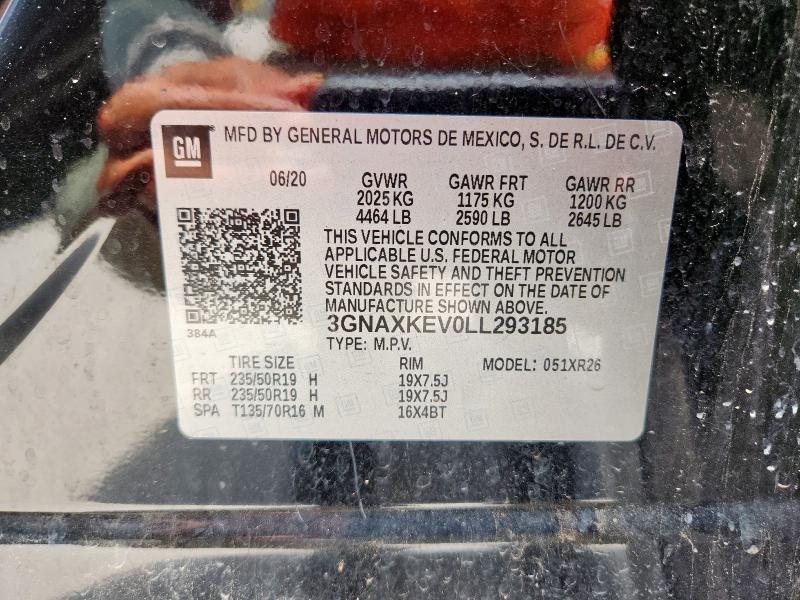 GM
MFD BY GENERAL MOTORS DE MEXICO, S. DE R.L. DE C.V.
06/20 GVWR GAWR FRT GAWR RR
2025 KG 1175 KG 1200 KG
4464 LB 2590 LB 2645 LB
THIS VEHICLE CONFORMS TO ALL
APPLICABLE U.S. FEDERAL MOTOR
VEHICLE SAFETY AND THEFT PREVENTION
STANDARDS IN EFFECT ON THE DATE OF
MANUFACTURE SHOWN ABOVE.
3GNAXKEV0LL293185
384A
TYPE: M.P.V.
TIRE SIZE RIM MODEL: 051XR26
FRT 235/50R19 H 19X7.5J
RR 235/50R19 H 19X7.5J
SPA T135/70R16 M 16X4BT